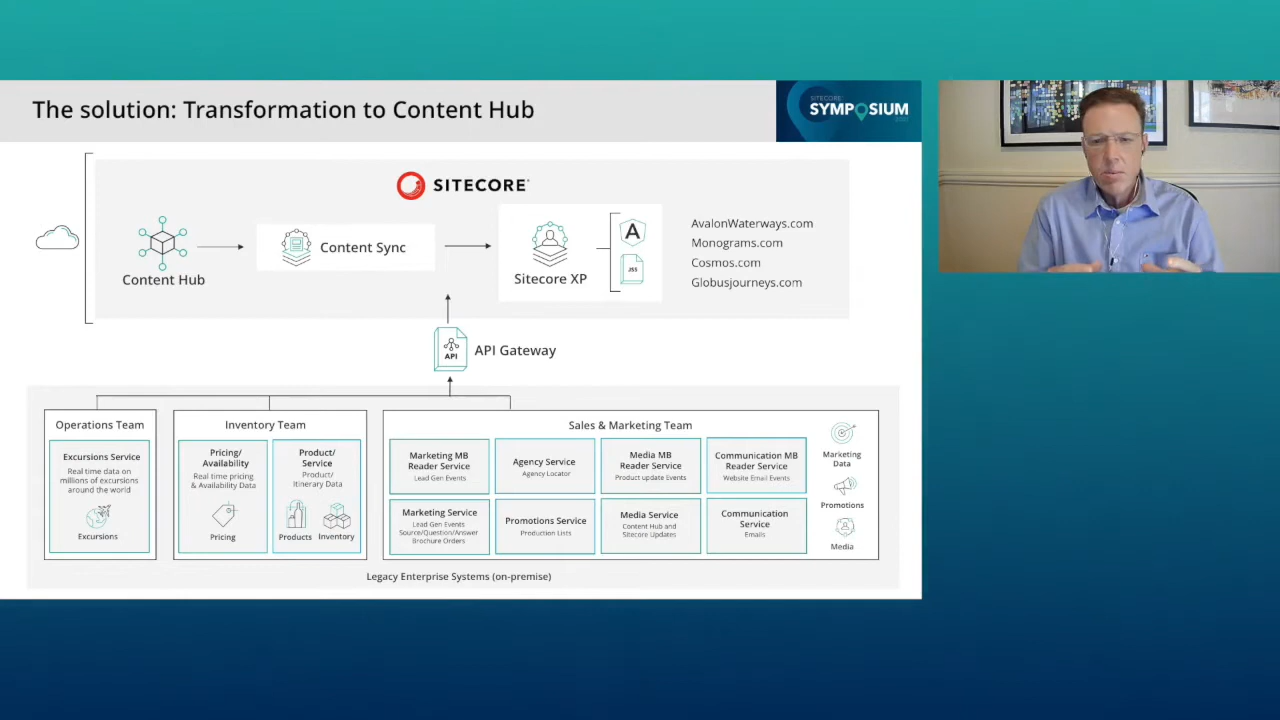 The solution: Transformation to Content Hub
SITECORE
SYMPOSIUM
SITECORE
Content Hub
Content Sync
Sitecore XP
A
JSS
AvalonWaterways.com
Monograms.com
Cosmos.com
Globusjourneys.com
API
API Gateway
Operations Team
Excursions Service
Real time data on
millions of excursions
around the world
Excursions
Inventory Team
Pricing/
Availability
Real time pricing
& Availability Data
Pricing
Product/
Service
Product/
Itinerary Data
Products
Inventory
Sales & Marketing Team
Marketing MB
Reader Service
Lead Gen Events
Agency Service
Agency Locator
Media MB
Reader Service
Product update Events
Communication MB
Reader Service
Website Email Events
Marketing Service
Lead Gen Events
Source/Question/Answer
Brochure Orders
Promotions Service
Production Lists
Media Service
Content Hub and
Sitecore Updates
Communication
Service
Emails
Marketing
Data
Promotions
Media
Legacy Enterprise Systems (on-premise)